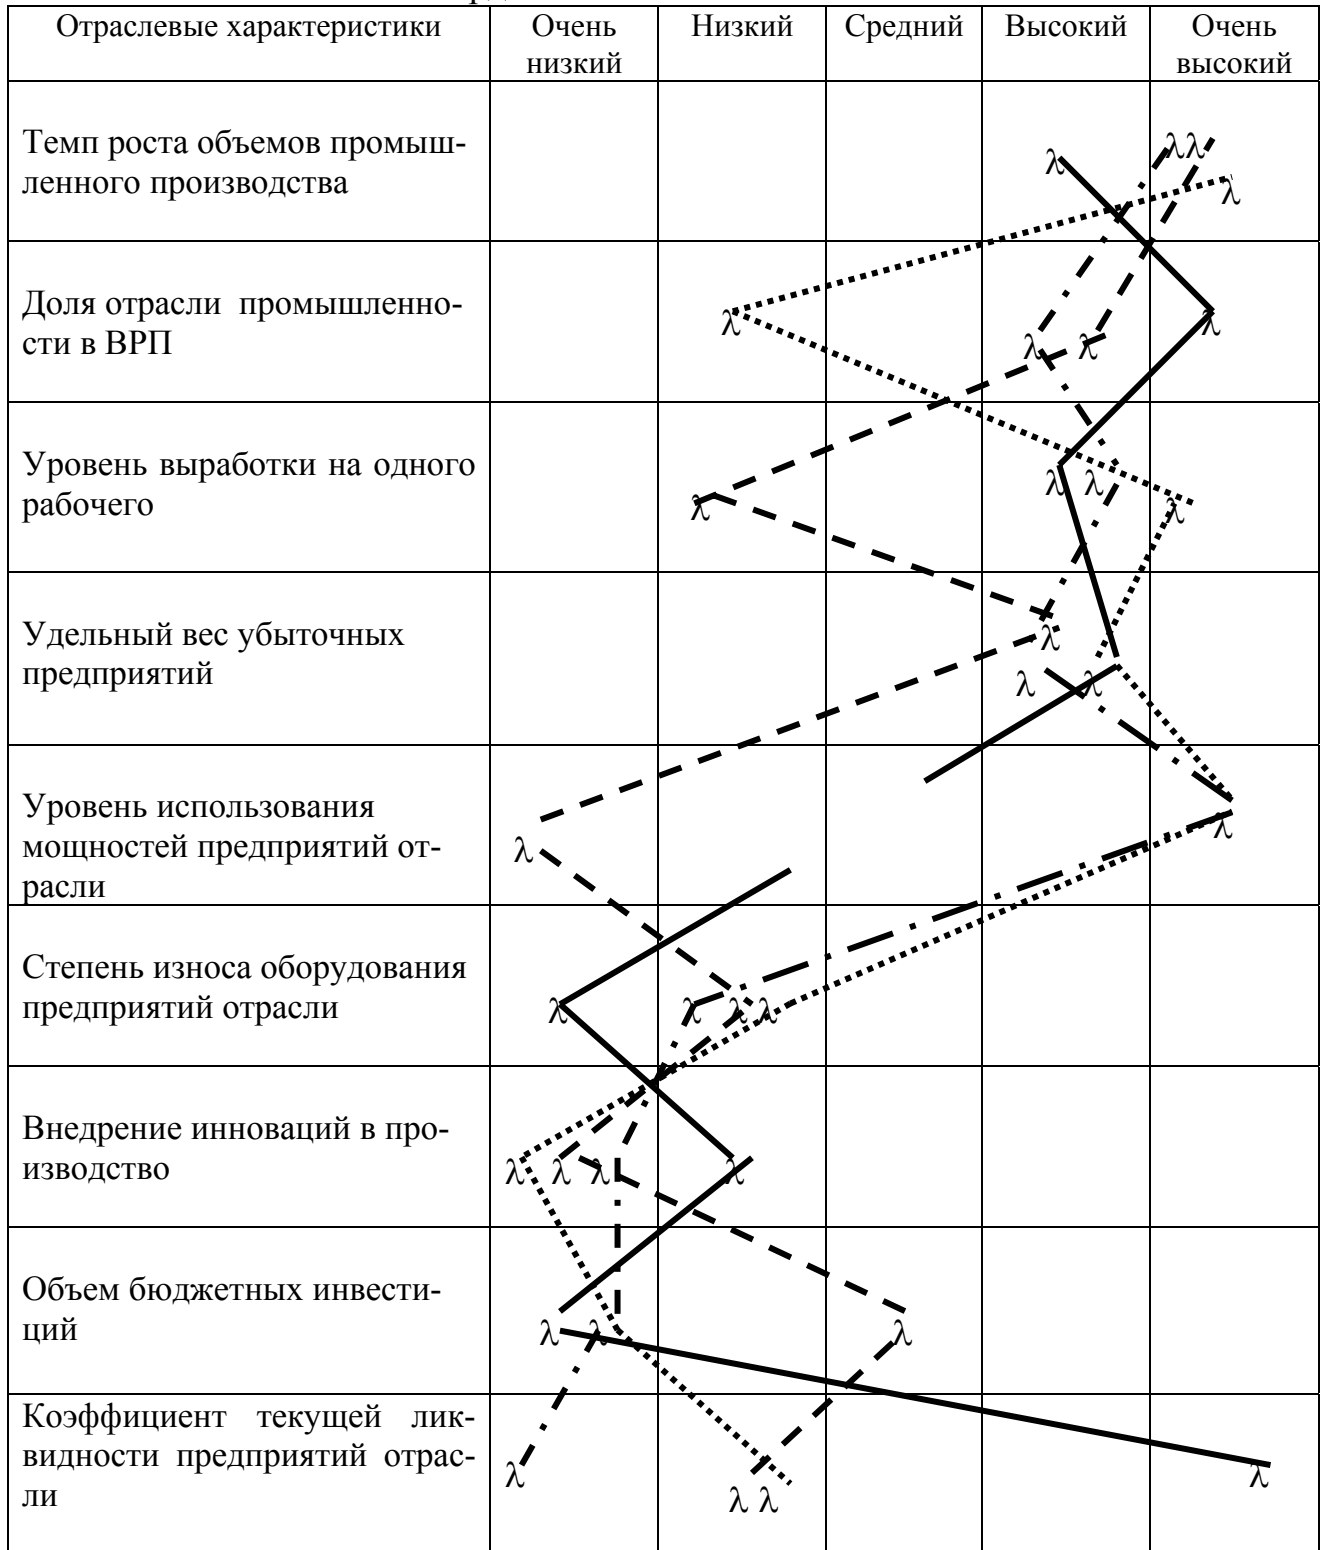 Отраслевые характеристики
Очень низкий
Низкий
Средний
Высокий
Очень высокий
Темп роста объемов промыш-
ленного производства
λ
λλ
λ
Доля отрасли промышленно-
сти в ВРП
λ
λ
λ
λ
Уровень выработки на одного
рабочего
λ
λ
λ
λ
Удельный вес убыточных
предприятий
λ
λ
λ
Уровень использования
мощностей предприятий от-
расли
λ
λ
Степень износа оборудования
предприятий отрасли
λ
λ
λ
λ
Внедрение инноваций в про-
изводство
λ
λ
λ
λ
Объем бюджетных инвести-
ций
λ
λ
λ
Коэффициент текущей лик-
видности предприятий отрас-
ли
λ
λ λ
λ